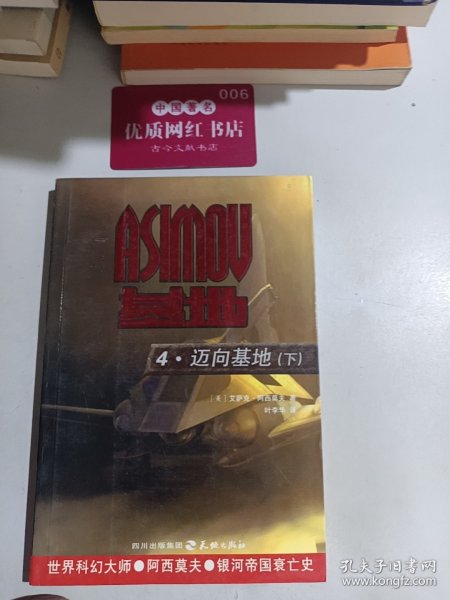 006
中国著名
优质网红书店
古今文献书店
ASIMOV
基地
4·迈向基地(下)
[美]艾萨克·阿西莫夫 著
叶李华 译
四川出版集团 天地出版社
世界科幻大师●阿西莫夫●银河帝国衰亡史
孔夫子旧书网